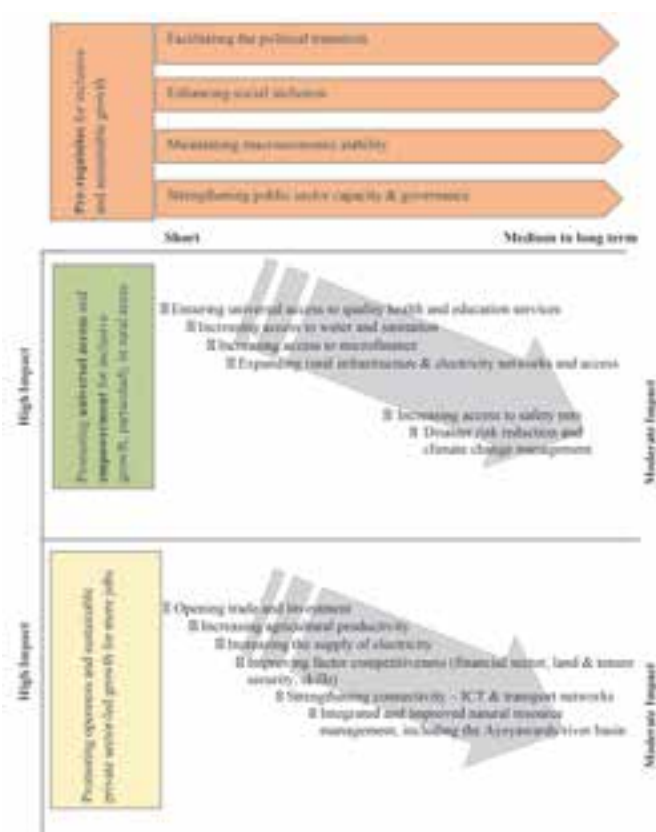 Pre-requisites for inclusive
and sustainable growth
Facilitating the political transition
Enhancing social inclusion
Maintaining macroeconomic stability
Strengthening public sector capacity & governance
Short
Medium to long term
High Impact
Promoting universal access and
empowerment for inclusive
growth, particularly in rural areas
Ensuring universal access to quality health and education services
Increasing access to water and sanitation
Increasing access to microfinance
Expanding rural infrastructure & electricity networks and access
Increasing access to safety nets
Disaster risk reduction and
climate change management
Moderate Impact
High Impact
Promoting openness and sustainable
private sector-led growth for more jobs
Opening trade and investment
Increasing agricultural productivity
Increasing the supply of electricity
Improving factor competitiveness (financial sector, land & tenure
security, skills)
Strengthening connectivity – ICT & transport networks
Integrated and improved natural resource
management, including the Ayeyarwady river basin
Moderate Impact